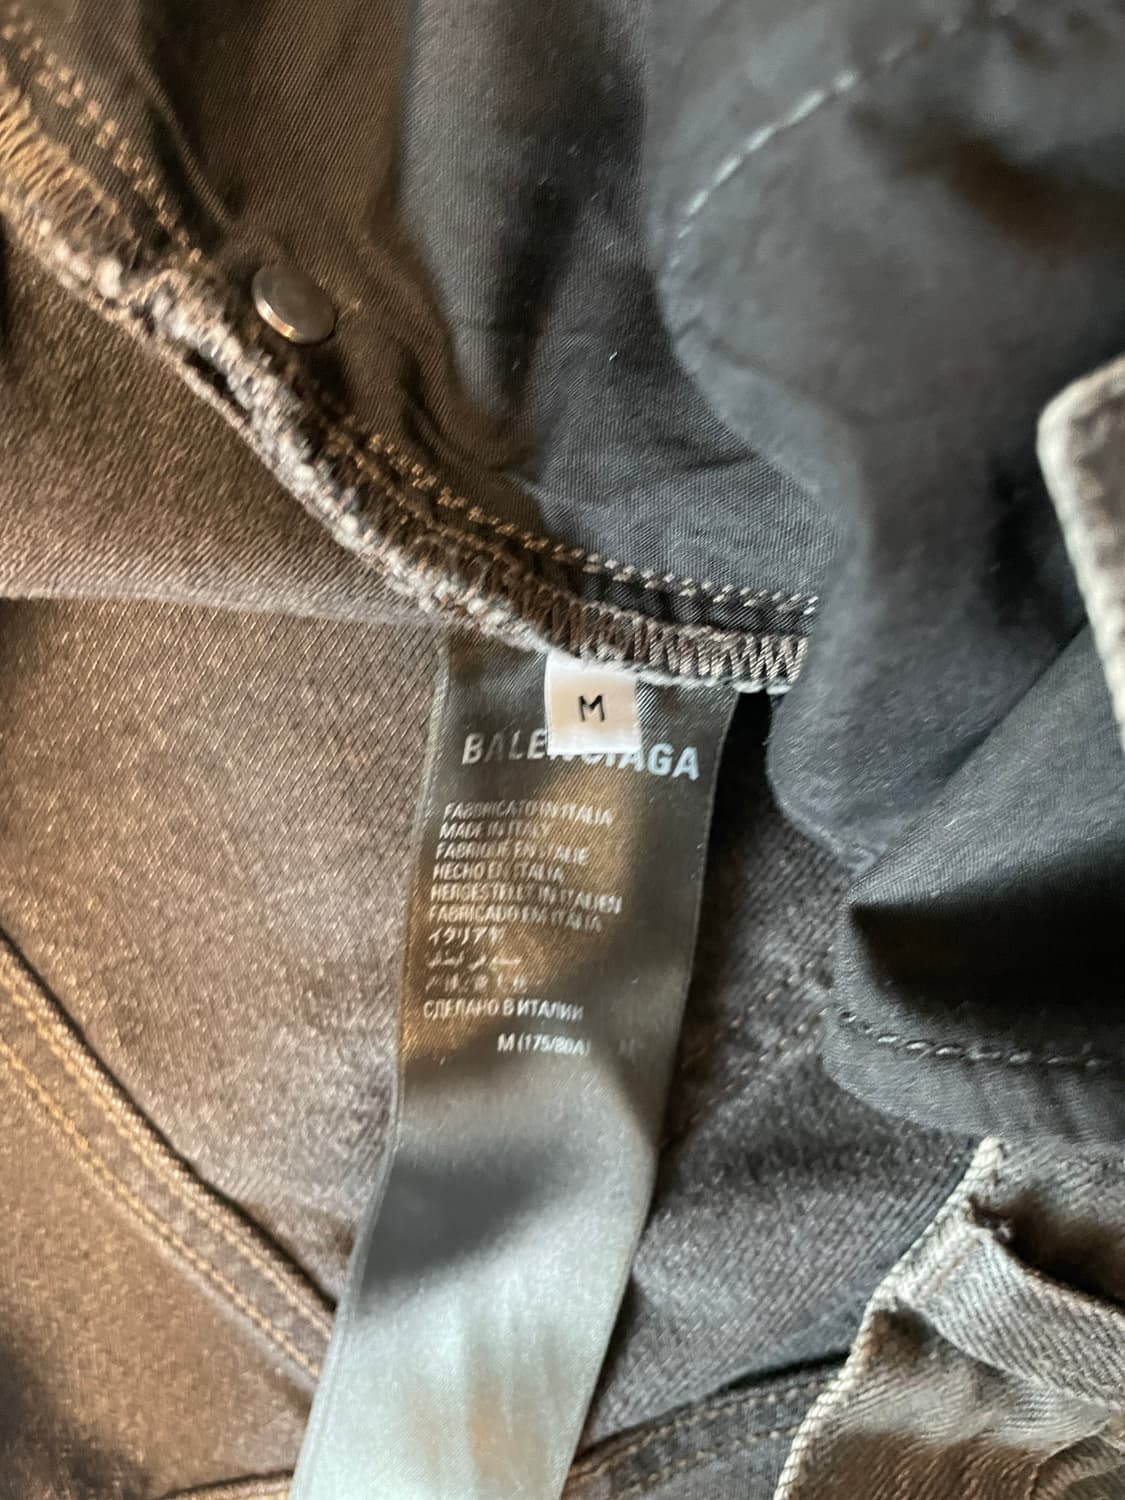 M
BALENCIAGA
FABBRICATO IN ITALIA
MADE IN ITALY
FABRIQUÉ EN ITALIE
HECHO EN ITALIA
HERGESTELLT IN ITALIEN
FABRICADO EM ITALIA
イタリア
СДЕЛАНО В ИТАЛИИ
M (175/80A)